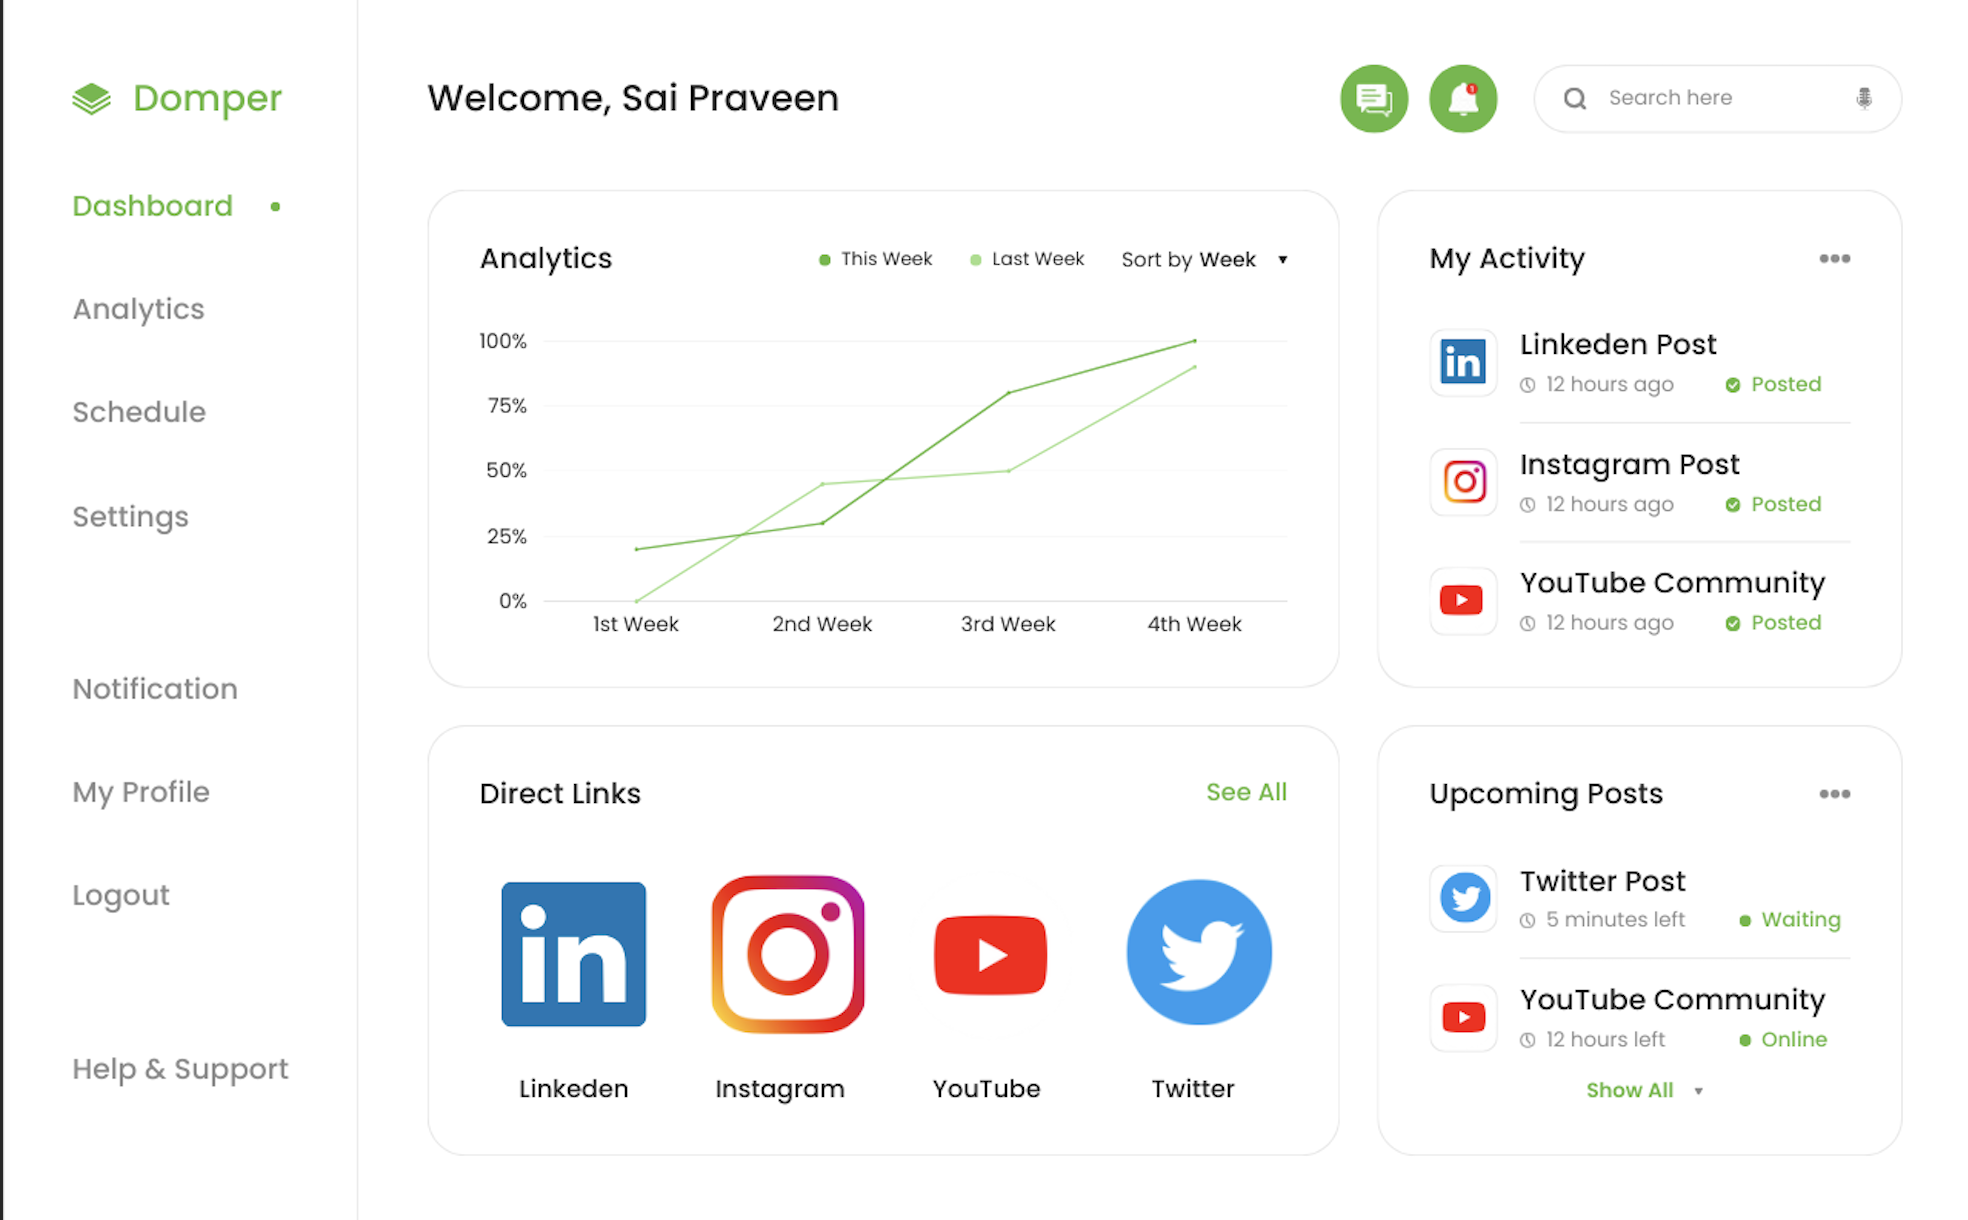 Domper
Dashboard
Analytics
Schedule
Settings
Notification
My Profile
Logout
Help & Support
Welcome, Sai Praveen
1
Search here
Analytics
This Week
Last Week
Sort by Week
100%
75%
50%
25%
0%
1st Week
2nd Week
3rd Week
4th Week
My Activity
in
Linkeden Post
12 hours ago
Posted
Instagram Post
12 hours ago
Posted
YouTube Community
12 hours ago
Posted
Direct Links
See All
in
Linkeden
Instagram
YouTube
Twitter
Upcoming Posts
Twitter Post
5 minutes left
Waiting
YouTube Community
12 hours left
Online
Show All